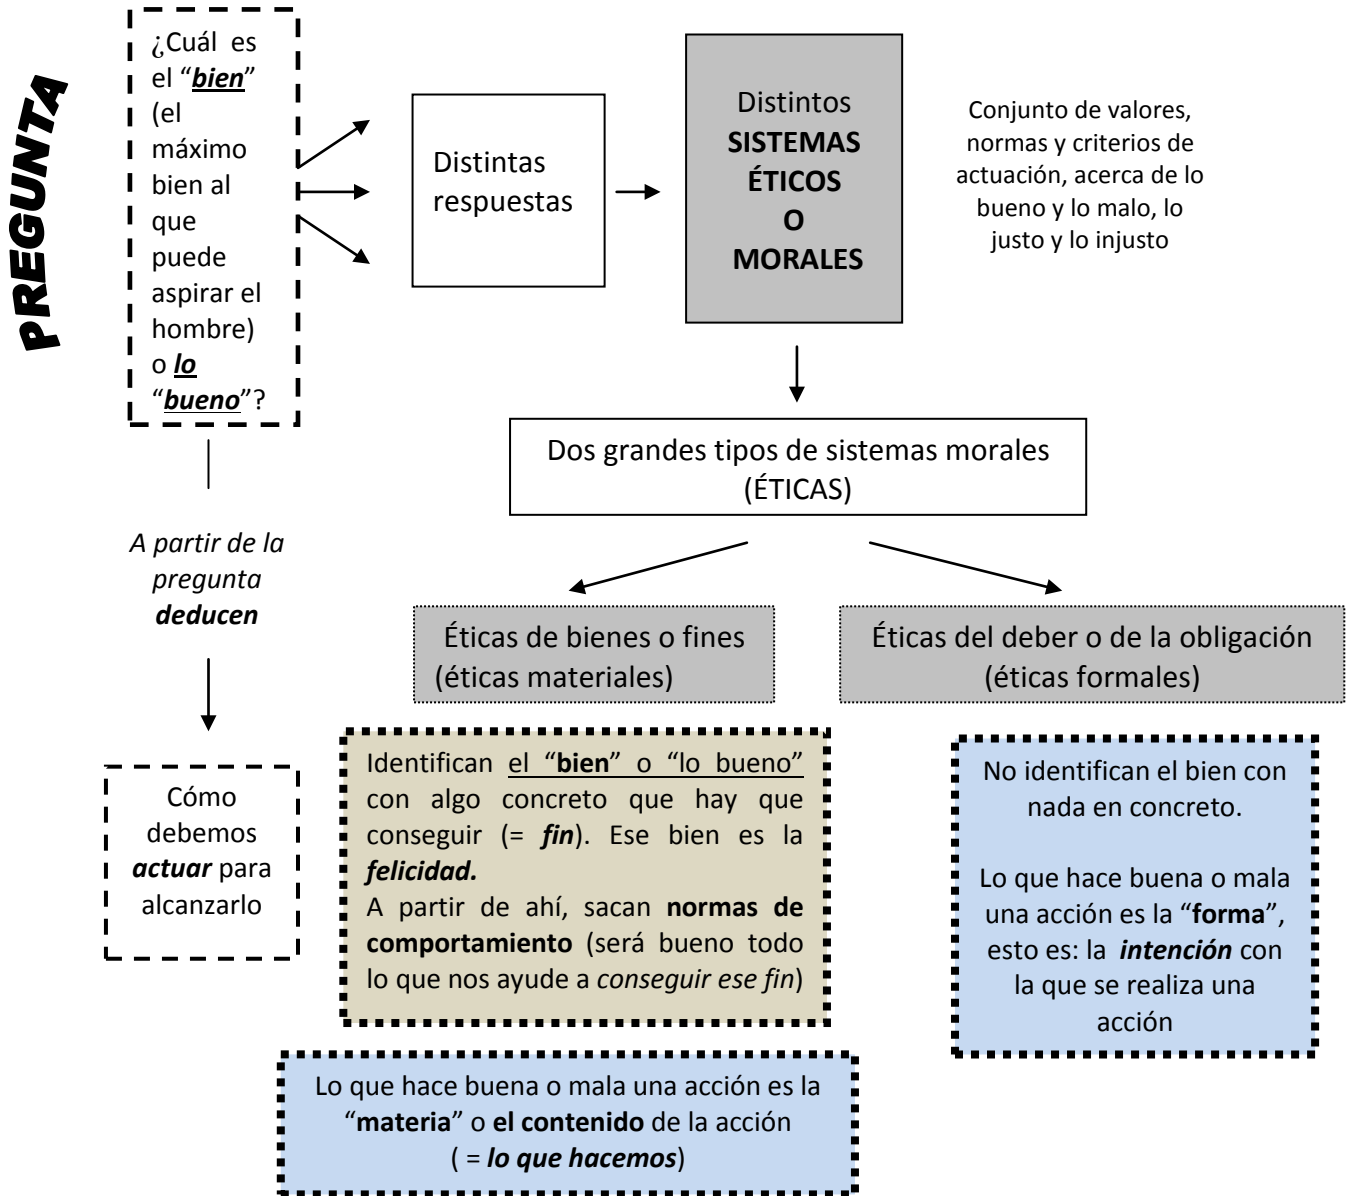 PREGUNTA
¿Cuál es
el “bien”
(el
máximo
bien al
que
puede
aspirar el
hombre)
o lo
“bueno”?
Distintas
respuestas
Distintos
SISTEMAS
ÉTICOS
O
MORALES
Conjunto de valores,
normas y criterios de
actuación, acerca de lo
bueno y lo malo, lo
justo y lo injusto
Dos grandes tipos de sistemas morales
(ÉTICAS)
A partir de la
pregunta
deducen
Cómo
debemos
actuar para
alcanzarlo
Éticas de bienes o fines
(éticas materiales)
Éticas del deber o de la obligación
(éticas formales)
Identifican el “bien” o “lo bueno”
con algo concreto que hay que
conseguir (= fin). Ese bien es la
felicidad.
A partir de ahí, sacan normas de
comportamiento (será bueno todo
lo que nos ayude a conseguir ese fin)
No identifican el bien con
nada en concreto.
Lo que hace buena o mala
una acción es la “forma”,
esto es: la intención con
la que se realiza una
acción
Lo que hace buena o mala una acción es la
“materia” o el contenido de la acción
( = lo que hacemos)